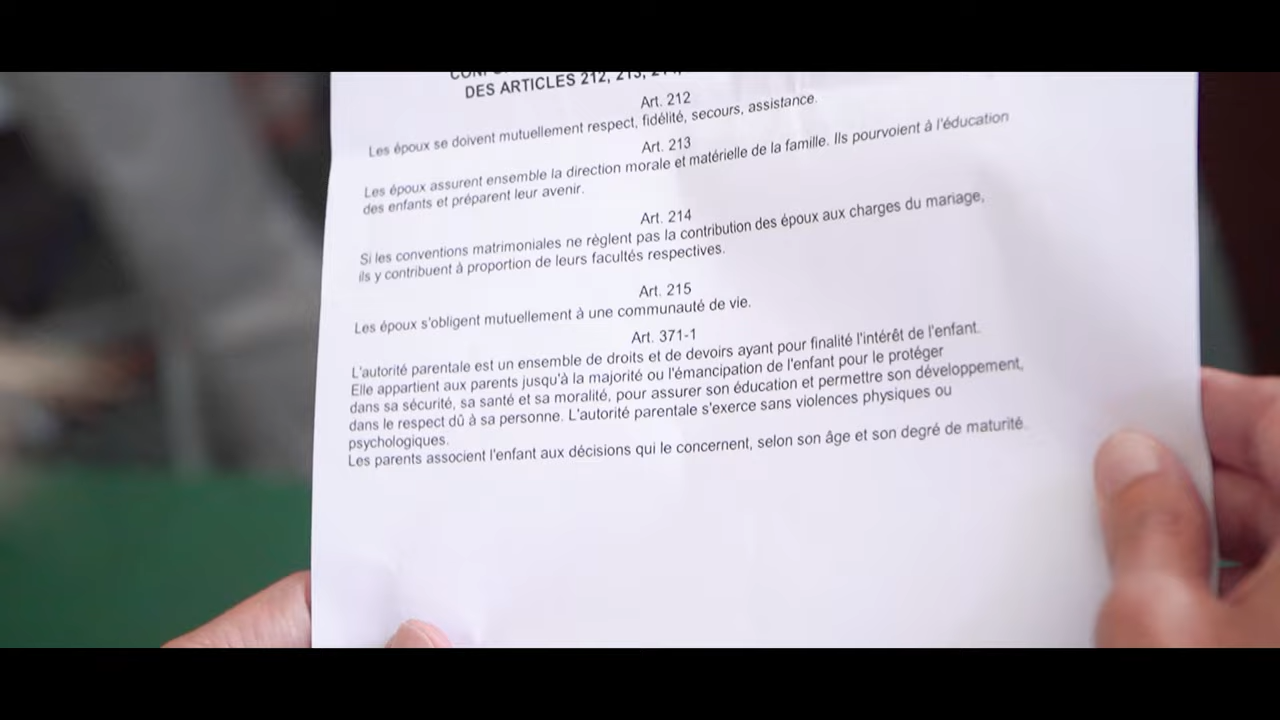 DES ARTICLES 212, 213,
Art. 212
Les époux se doivent mutuellement respect, fidélité, secours, assistance.
Art. 213
Les époux assurent ensemble la direction morale et matérielle de la famille. Ils pourvoient à l'éducation
des enfants et préparent leur avenir.
Art. 214
Si les conventions matrimoniales ne règlent pas la contribution des époux aux charges du mariage,
ils y contribuent à proportion de leurs facultés respectives.
Art. 215
Les époux s'obligent mutuellement à une communauté de vie.
Art. 371-1
L'autorité parentale est un ensemble de droits et de devoirs ayant pour finalité l'intérêt de l'enfant.
Elle appartient aux parents jusqu'à la majorité ou l'émancipation de l'enfant pour le protéger
dans sa sécurité, sa santé et sa moralité, pour assurer son éducation et permettre son développement,
dans le respect dû à sa personne. L'autorité parentale s'exerce sans violences physiques ou
psychologiques.
Les parents associent l'enfant aux décisions qui le concernent, selon son âge et son degré de maturité.